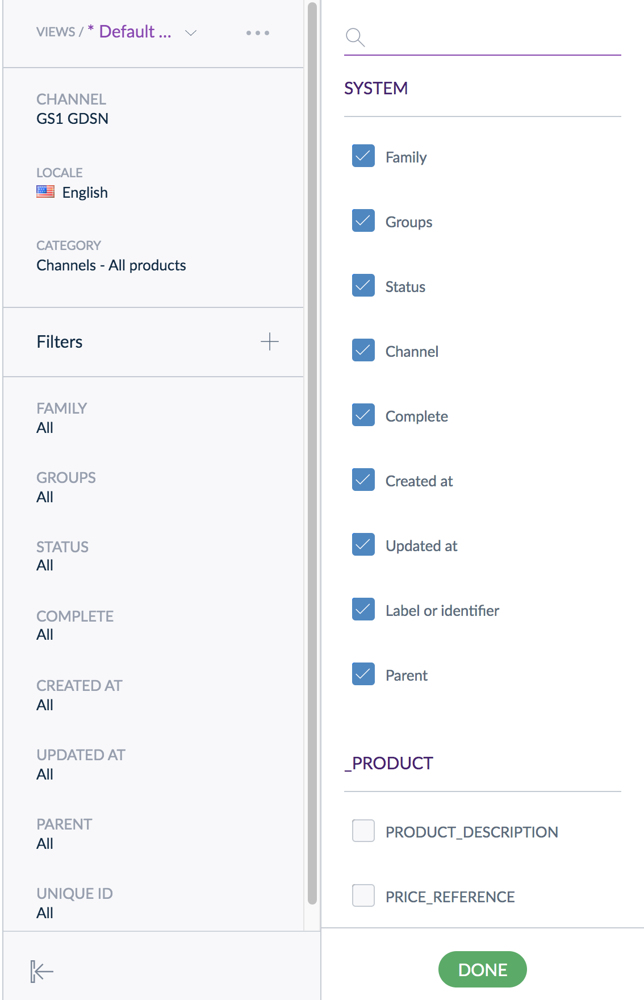 VIEWS / * Default ...
CHANNEL
GS1 GDSN
LOCALE
English
CATEGORY
Channels - All products
Filters
FAMILY
All
GROUPS
All
STATUS
All
COMPLETE
All
CREATED AT
All
UPDATED AT
All
PARENT
All
UNIQUE ID
All
SYSTEM
Family
Groups
Status
Channel
Complete
Created at
Updated at
Label or identifier
Parent
_PRODUCT
PRODUCT_DESCRIPTION
PRICE_REFERENCE
DONE